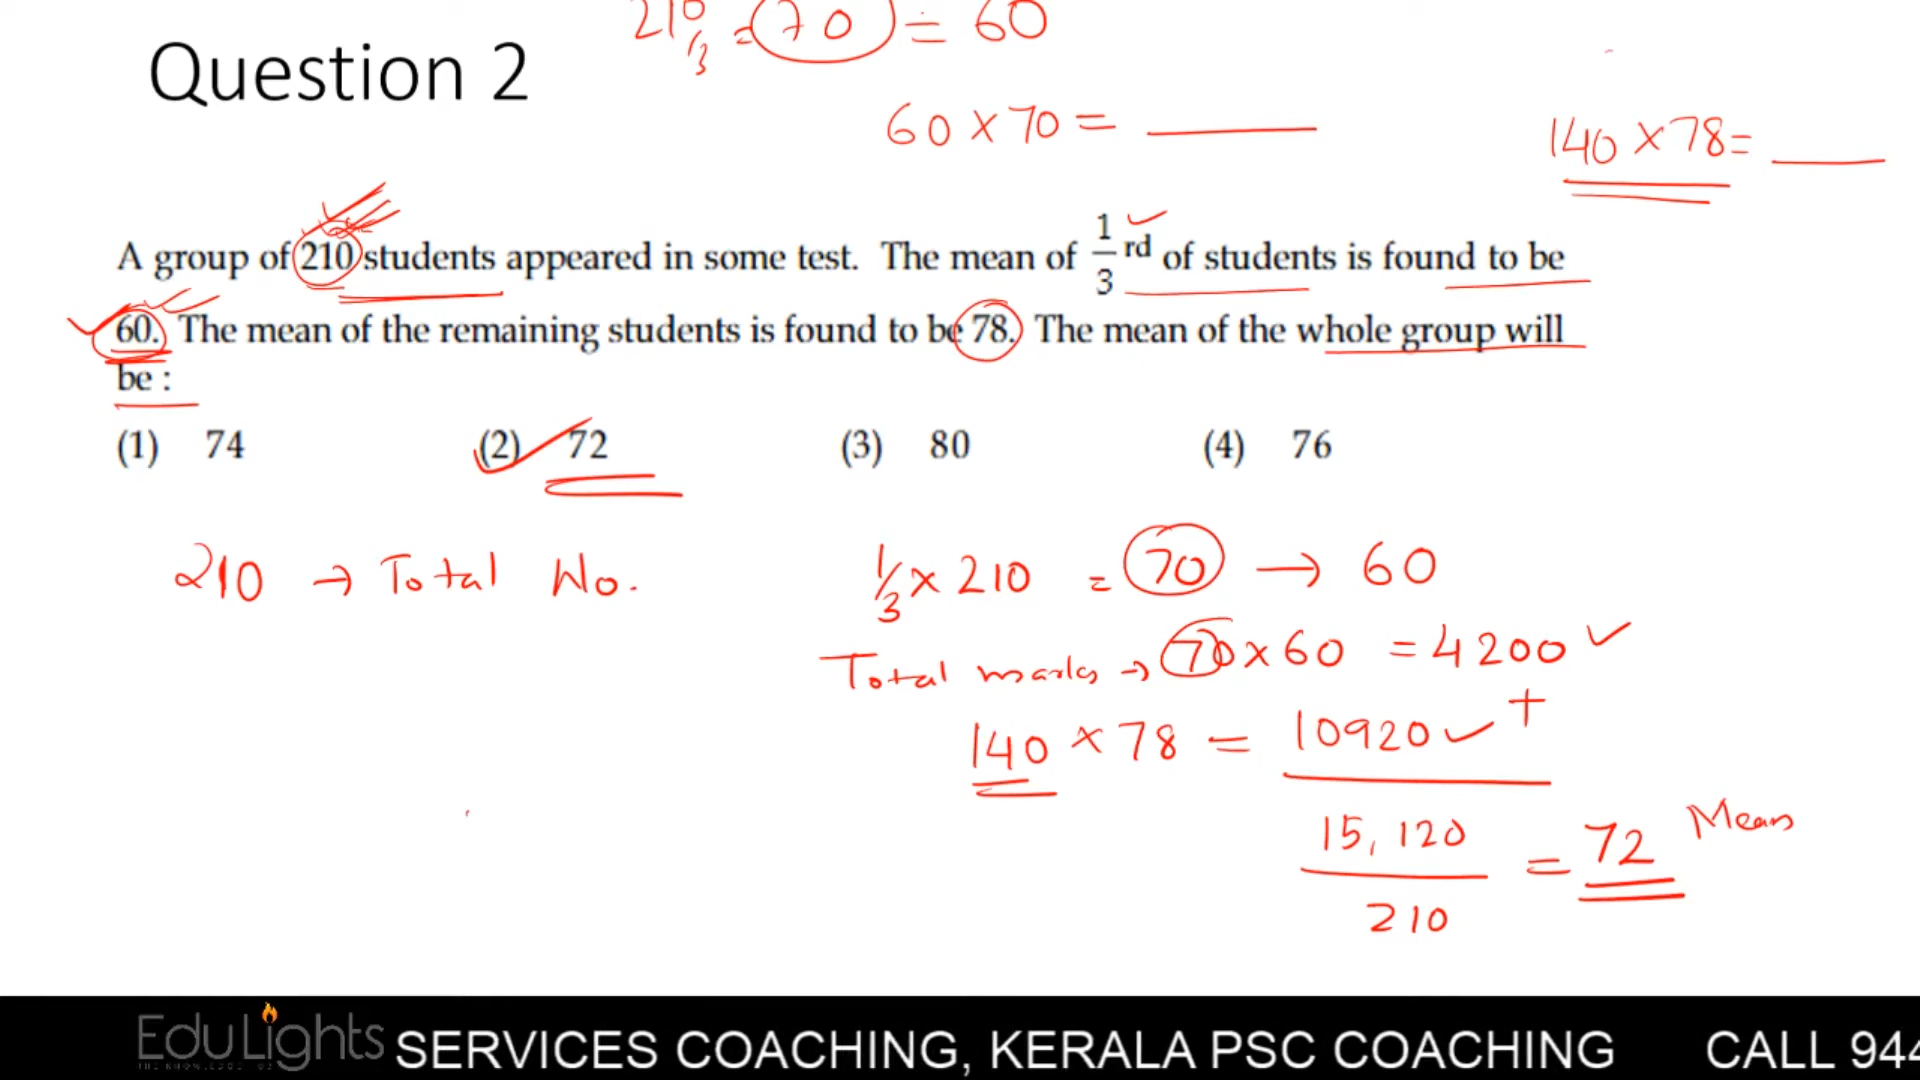 210
1/3 = 70 = 60
Question 2
60 × 70 =
140 × 78 =
A group of 210 students appeared in some test. The mean of 1/3 rd of students is found to be
60. The mean of the remaining students is found to be 78. The mean of the whole group will
be :
(1) 74 (2) 72 (3) 80 (4) 76
210 → Total No.
1/3 × 210 = 70 → 60
Total marks → 70 × 60 = 4200
140 × 78 = 10920 +
15,120
210
= 72 Mean
EduLights
SERVICES COACHING, KERALA PSC COACHING CALL 944